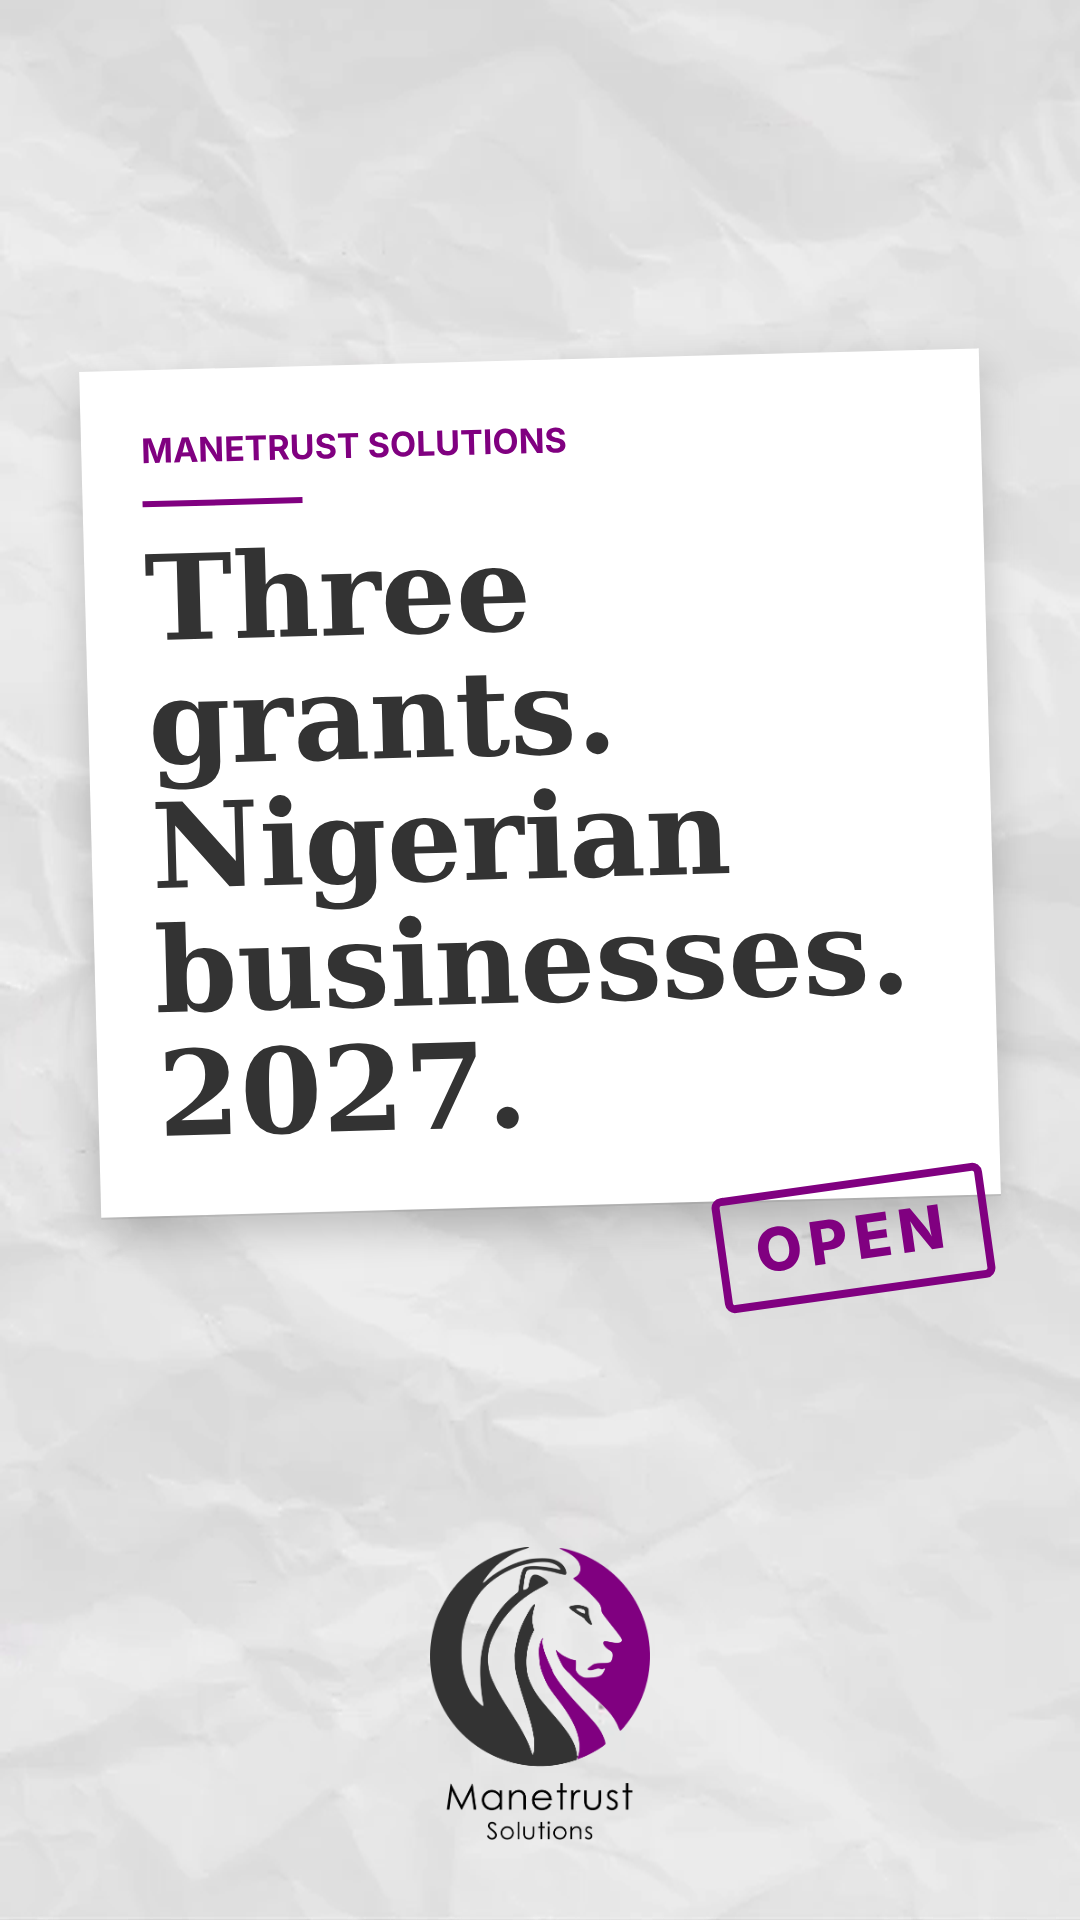 MANETRUST SOLUTIONS
Three
grants.
Nigerian
businesses.
2027.
OPEN
Manetrust
Solutions